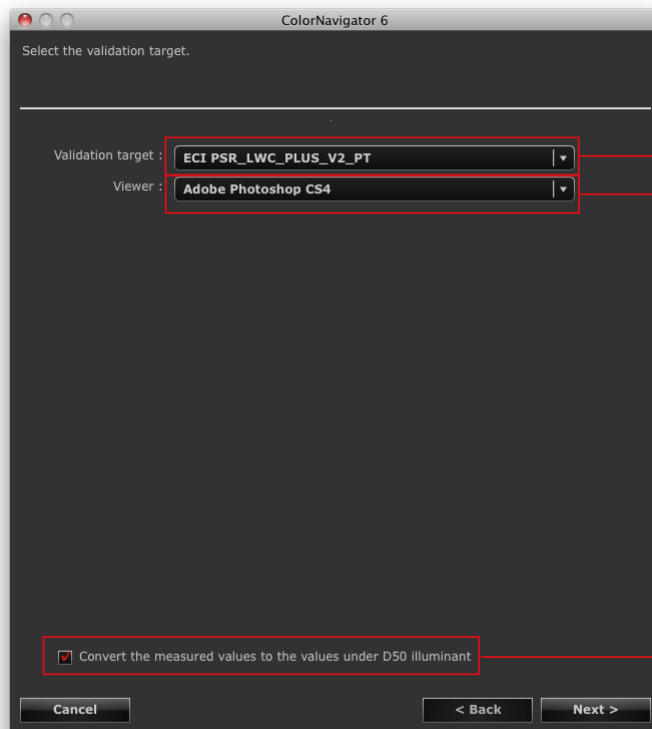 ColorNavigator 6
Select the validation target.
Validation target : ECI PSR_LWC_PLUS_V2_PT
Viewer : Adobe Photoshop CS4
Convert the measured values to the values under D50 illuminant
Cancel < Back Next >